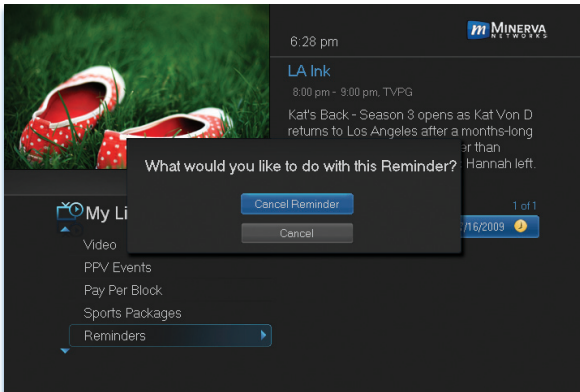 6:28 pm
m MINERVA
NETWORKS
LA Ink
8:00 pm - 9:00 pm, TVPG
Kat's Back - Season 3 opens as Kat Von D
returns to Los Angeles after a months-long
er than
Hannah left.
What would you like to do with this Reminder?
Cancel Reminder
Cancel
My Li
1 of 1
/16/2009
Video
PPV Events
Pay Per Block
Sports Packages
Reminders